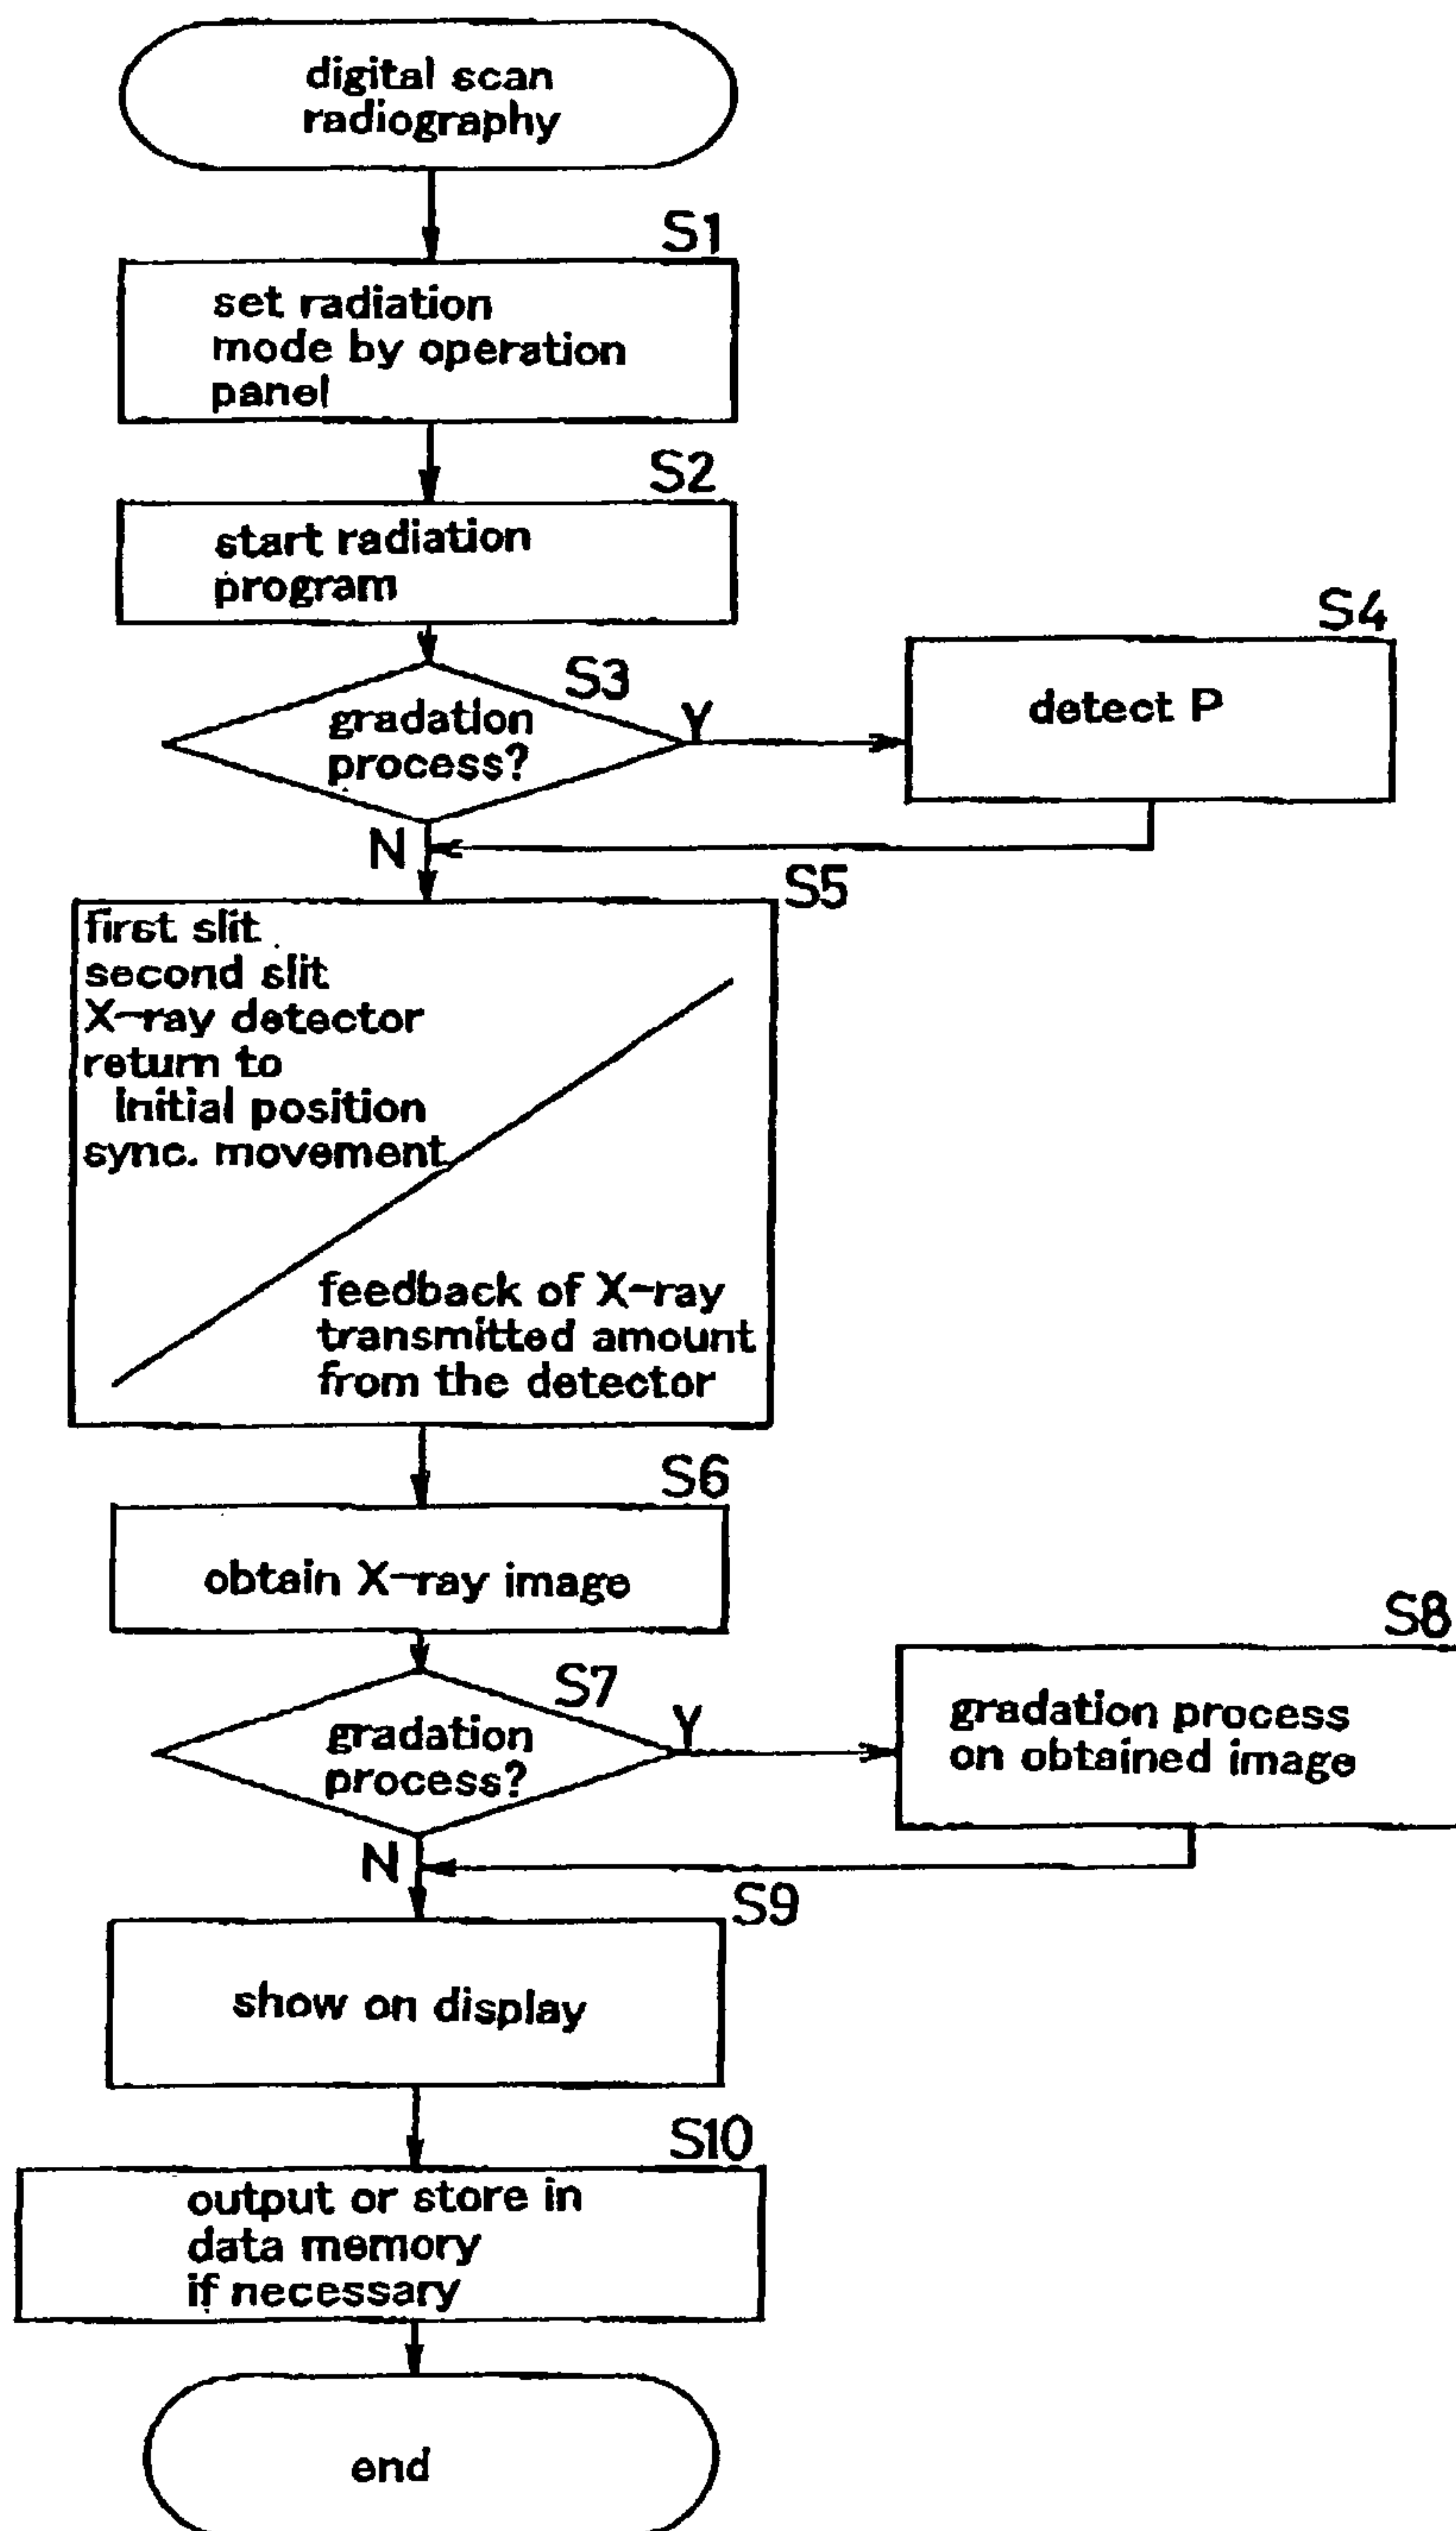 digital scan
radiography
S1
set radiation
mode by operation
panel
S2
start radiation
program
S3
gradation
process?
Y
S4
detect P
N
S5
first slit
second slit
X-ray detector
return to
initial position
sync. movement
feedback of X-ray
transmitted amount
from the detector
S6
obtain X-ray image
S7
gradation
process?
Y
S8
gradation process
on obtained image
N
S9
show on display
S10
output or store in
data memory
if necessary
end